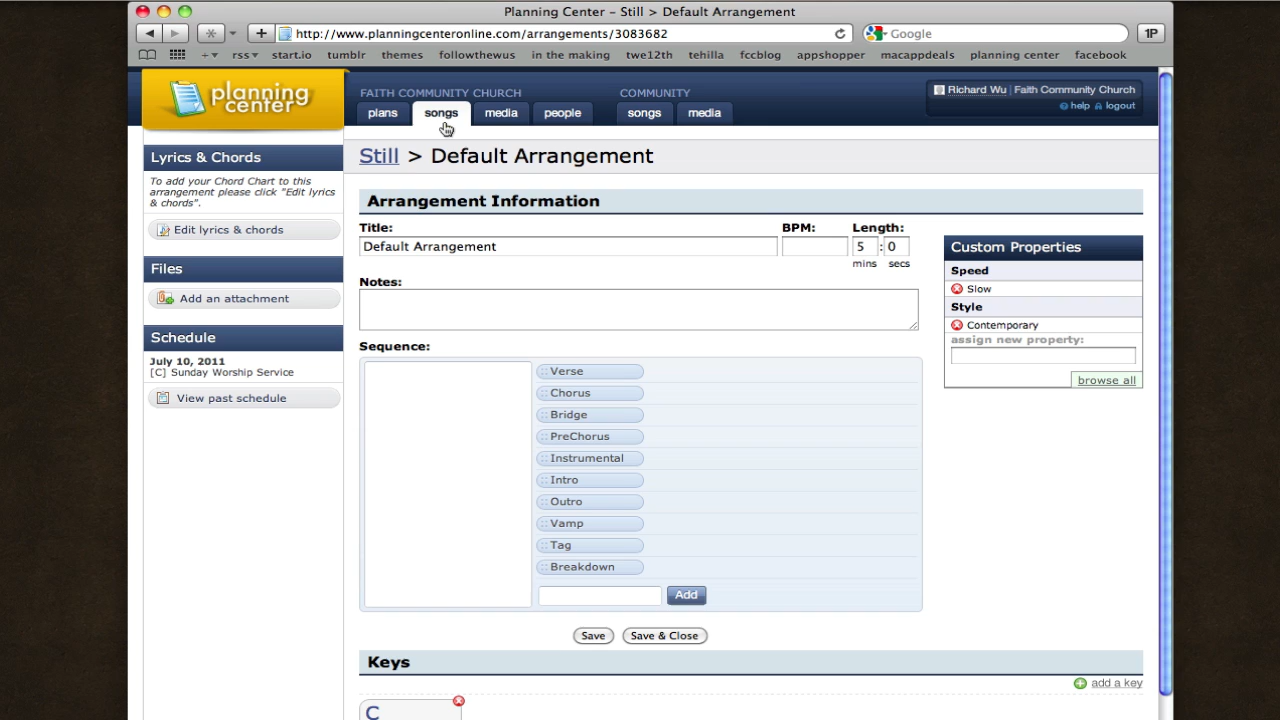 Planning Center – Still > Default Arrangement
http://www.planningcenteronline.com/arrangements/3083682
Google
1P
rss start.io tumblr themes followthewus in the making twe12th tehilla fccblog appshopper macappdeals planning center facebook
planning center
FAITH COMMUNITY CHURCH
COMMUNITY
plans songs media people songs media
Richard Wu | Faith Community Church
help logout
Still > Default Arrangement
Lyrics & Chords
To add your Chord Chart to this
arrangement please click "Edit lyrics
& chords".
Edit lyrics & chords
Files
Add an attachment
Schedule
July 10, 2011
[C] Sunday Worship Service
View past schedule
Arrangement Information
Title: BPM: Length:
Default Arrangement 5 : 0
mins secs
Notes:
Sequence:
Verse
Chorus
Bridge
PreChorus
Instrumental
Intro
Outro
Vamp
Tag
Breakdown
Add
Save Save & Close
Custom Properties
Speed
Slow
Style
Contemporary
assign new property:
browse all
Keys
add a key
C